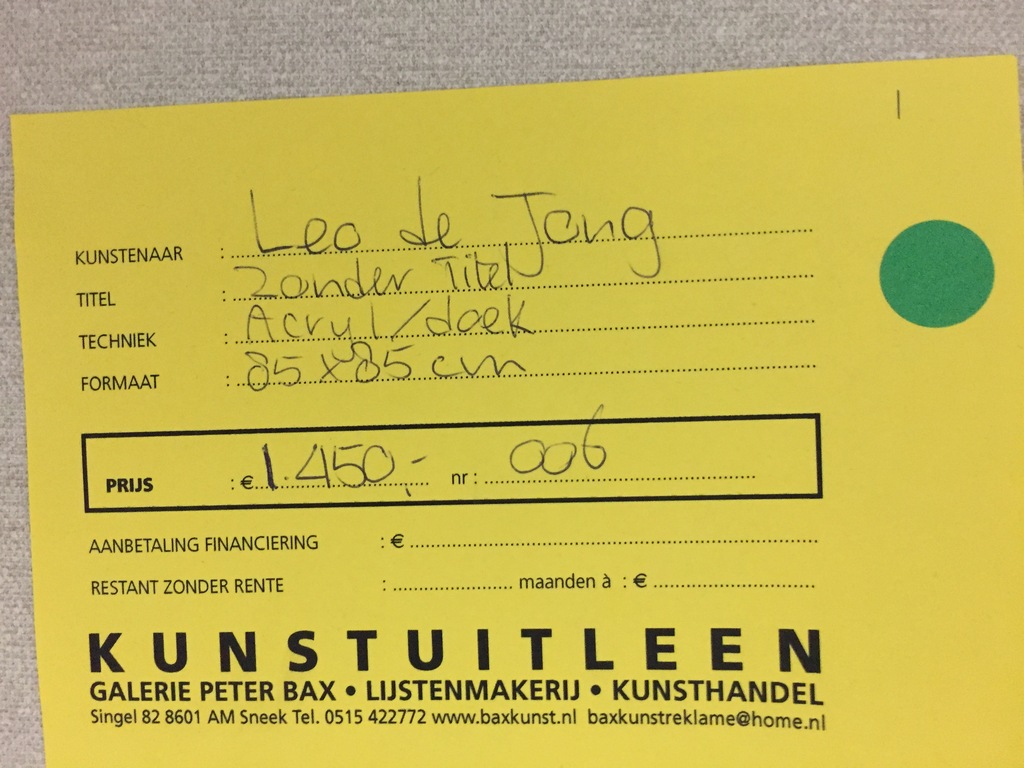 KUNSTENAAR : Leo de Jong
TITEL : Zonder Titel
TECHNIEK : Acryl/doek
FORMAAT : 85x85 cm
PRIJS : € 1.450,- nr : 006
AANBETALING FINANCIERING : €
RESTANT ZONDER RENTE : maanden à : €
KUNSTUITLEEN
GALERIE PETER BAX • LIJSTENMAKERIJ • KUNSTHANDEL
Singel 82 8601 AM Sneek Tel. 0515 422772 www.baxkunst.nl baxkunstreklame@home.nl